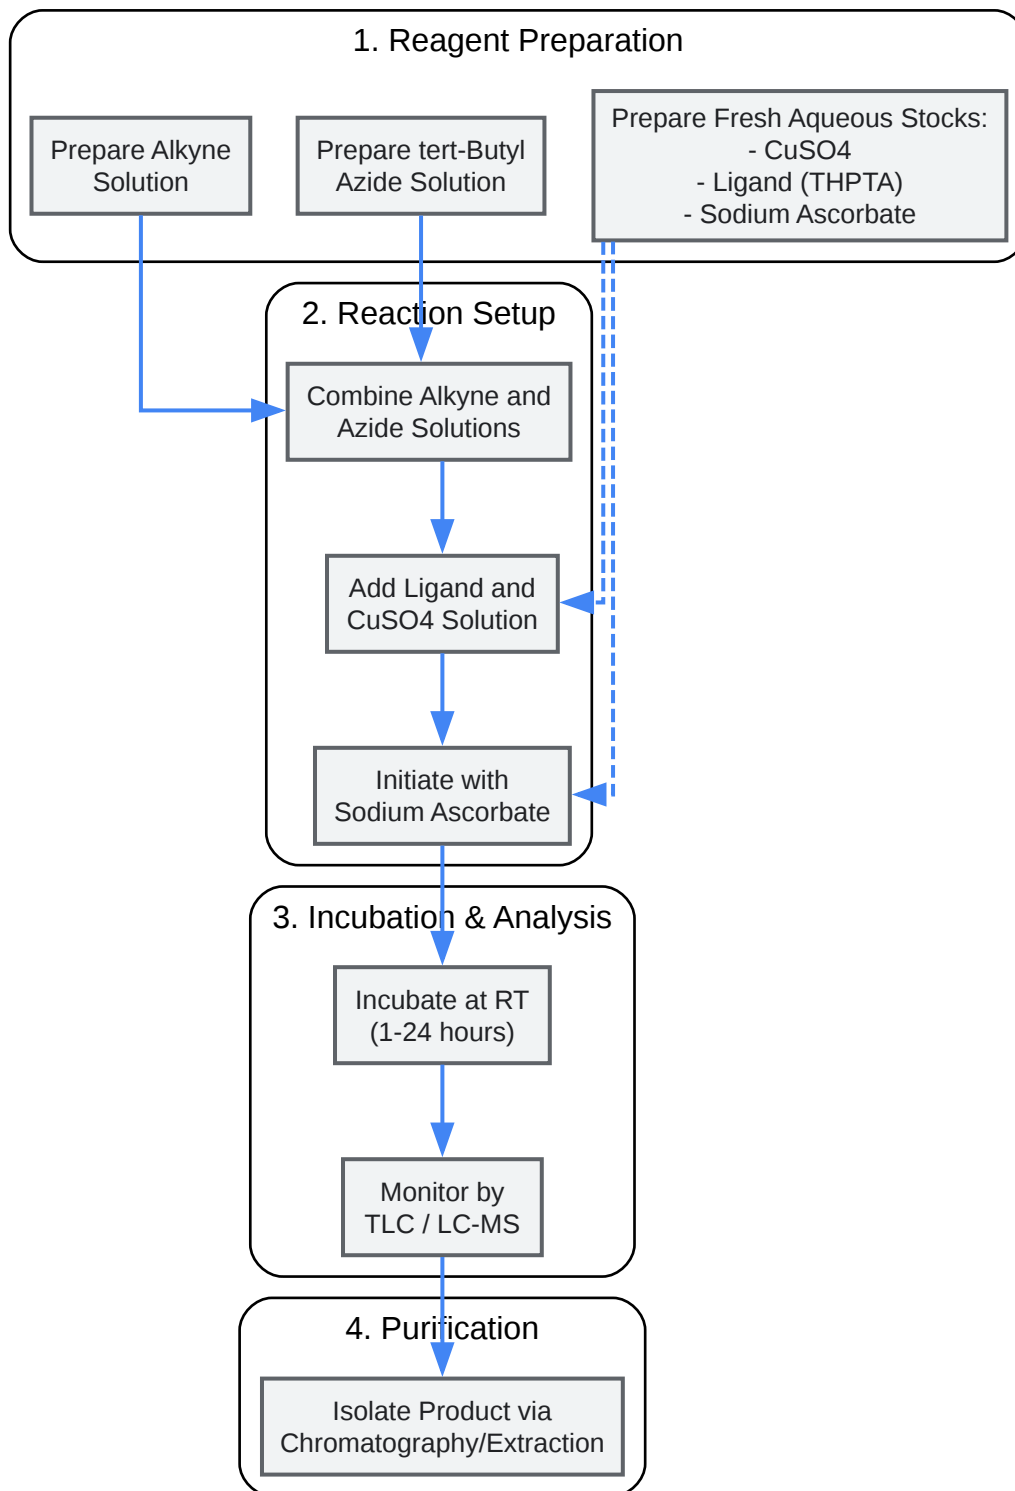 1. Reagent Preparation
Prepare Alkyne
Solution
Prepare tert-Butyl
Azide Solution
Prepare Fresh Aqueous Stocks:
- CuSO4
- Ligand (THPTA)
- Sodium Ascorbate
2. Reaction Setup
Combine Alkyne and
Azide Solutions
Add Ligand and
CuSO4 Solution
Initiate with
Sodium Ascorbate
3. Incubation & Analysis
Incubate at RT
(1-24 hours)
Monitor by
TLC / LC-MS
4. Purification
Isolate Product via
Chromatography/Extraction